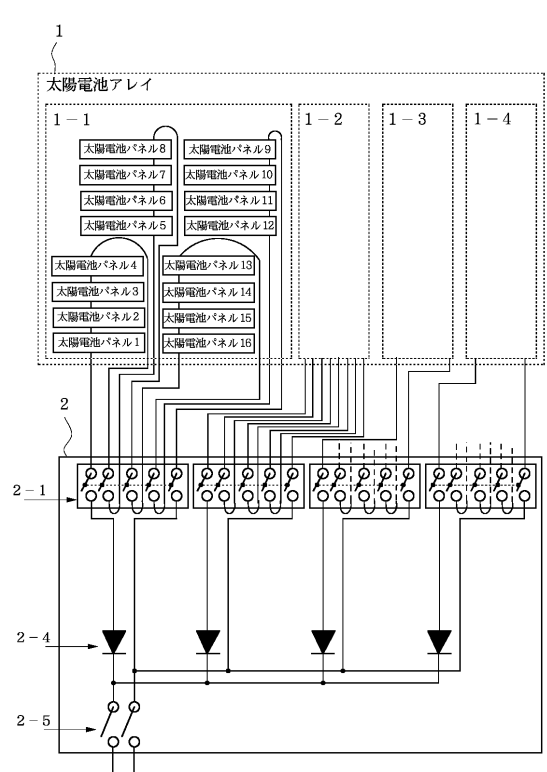 1
太陽電池アレイ
1-1
1-2
1-3
1-4
太陽電池パネル8
太陽電池パネル9
太陽電池パネル7
太陽電池パネル10
太陽電池パネル6
太陽電池パネル11
太陽電池パネル5
太陽電池パネル12
太陽電池パネル4
太陽電池パネル13
太陽電池パネル3
太陽電池パネル14
太陽電池パネル2
太陽電池パネル15
太陽電池パネル1
太陽電池パネル16
2
2-1
2-4
2-5